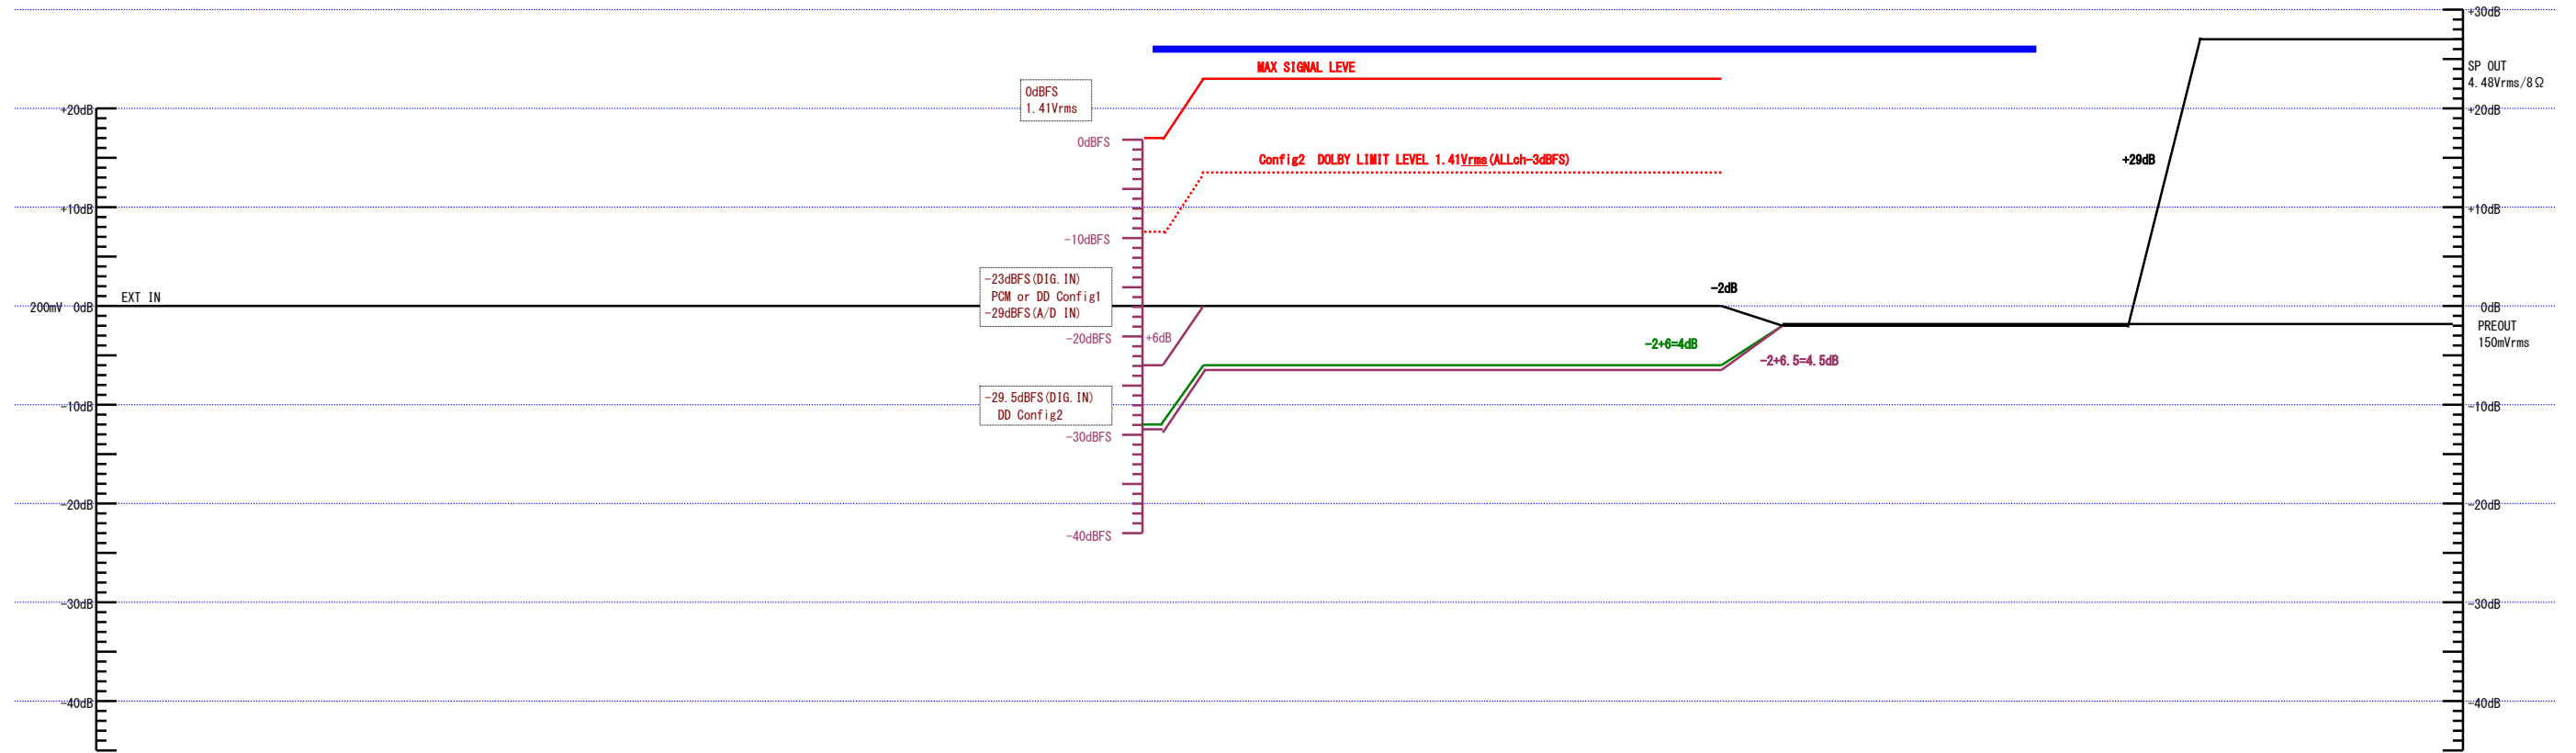 +30dB
SP OUT
4.48Vrms/8Ω
MAX SIGNAL LEVE
0dBFS
1.41Vrms
+20dB
+20dB
0dBFS
Config2 DOLBY LIMIT LEVEL 1.41Vrms(ALLch-3dBFS)
+29dB
+10dB
+10dB
-10dBFS
-23dBFS(DIG.IN)
PCM or DD Config1
-29dBFS(A/D IN)
EXT IN
-2dB
200mV 0dB
0dB
PREOUT
150mVrms
-20dBFS
+6dB
-2+6=4dB
-2+6.5=4.5dB
-29.5dBFS(DIG.IN)
DD Config2
-10dB
-10dB
-30dBFS
-20dB
-20dB
-40dBFS
-30dB
-30dB
-40dB
-40dB